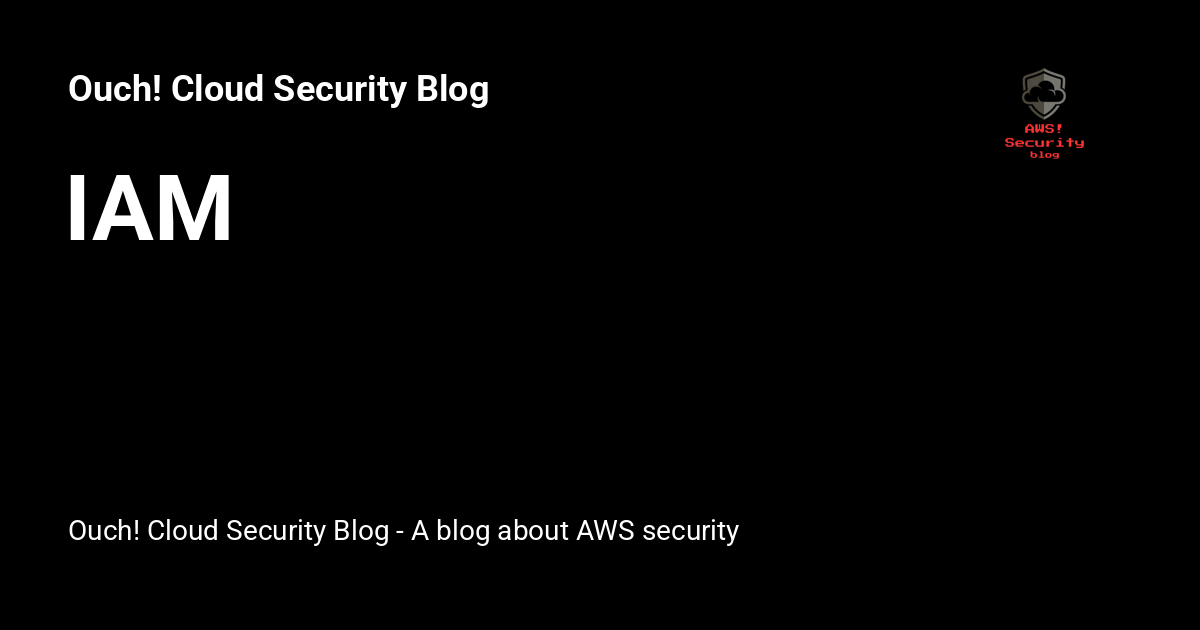 Ouch! Cloud Security Blog
AWS!
Security
blog
IAM
Ouch! Cloud Security Blog - A blog about AWS security